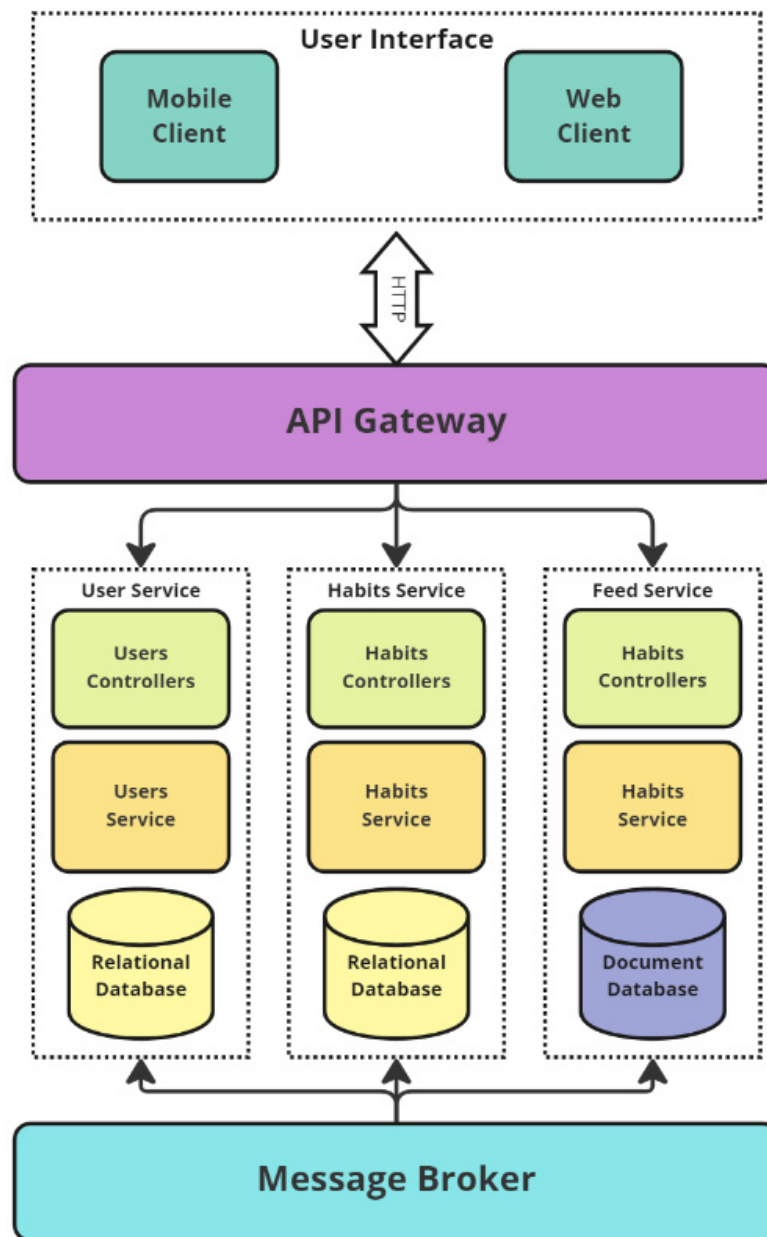 User Interface
Mobile
Client
Web
Client
HTTP
API Gateway
User Service
Users
Controllers
Users
Service
Relational
Database
Habits Service
Habits
Controllers
Habits
Service
Relational
Database
Feed Service
Habits
Controllers
Habits
Service
Document
Database
Message Broker